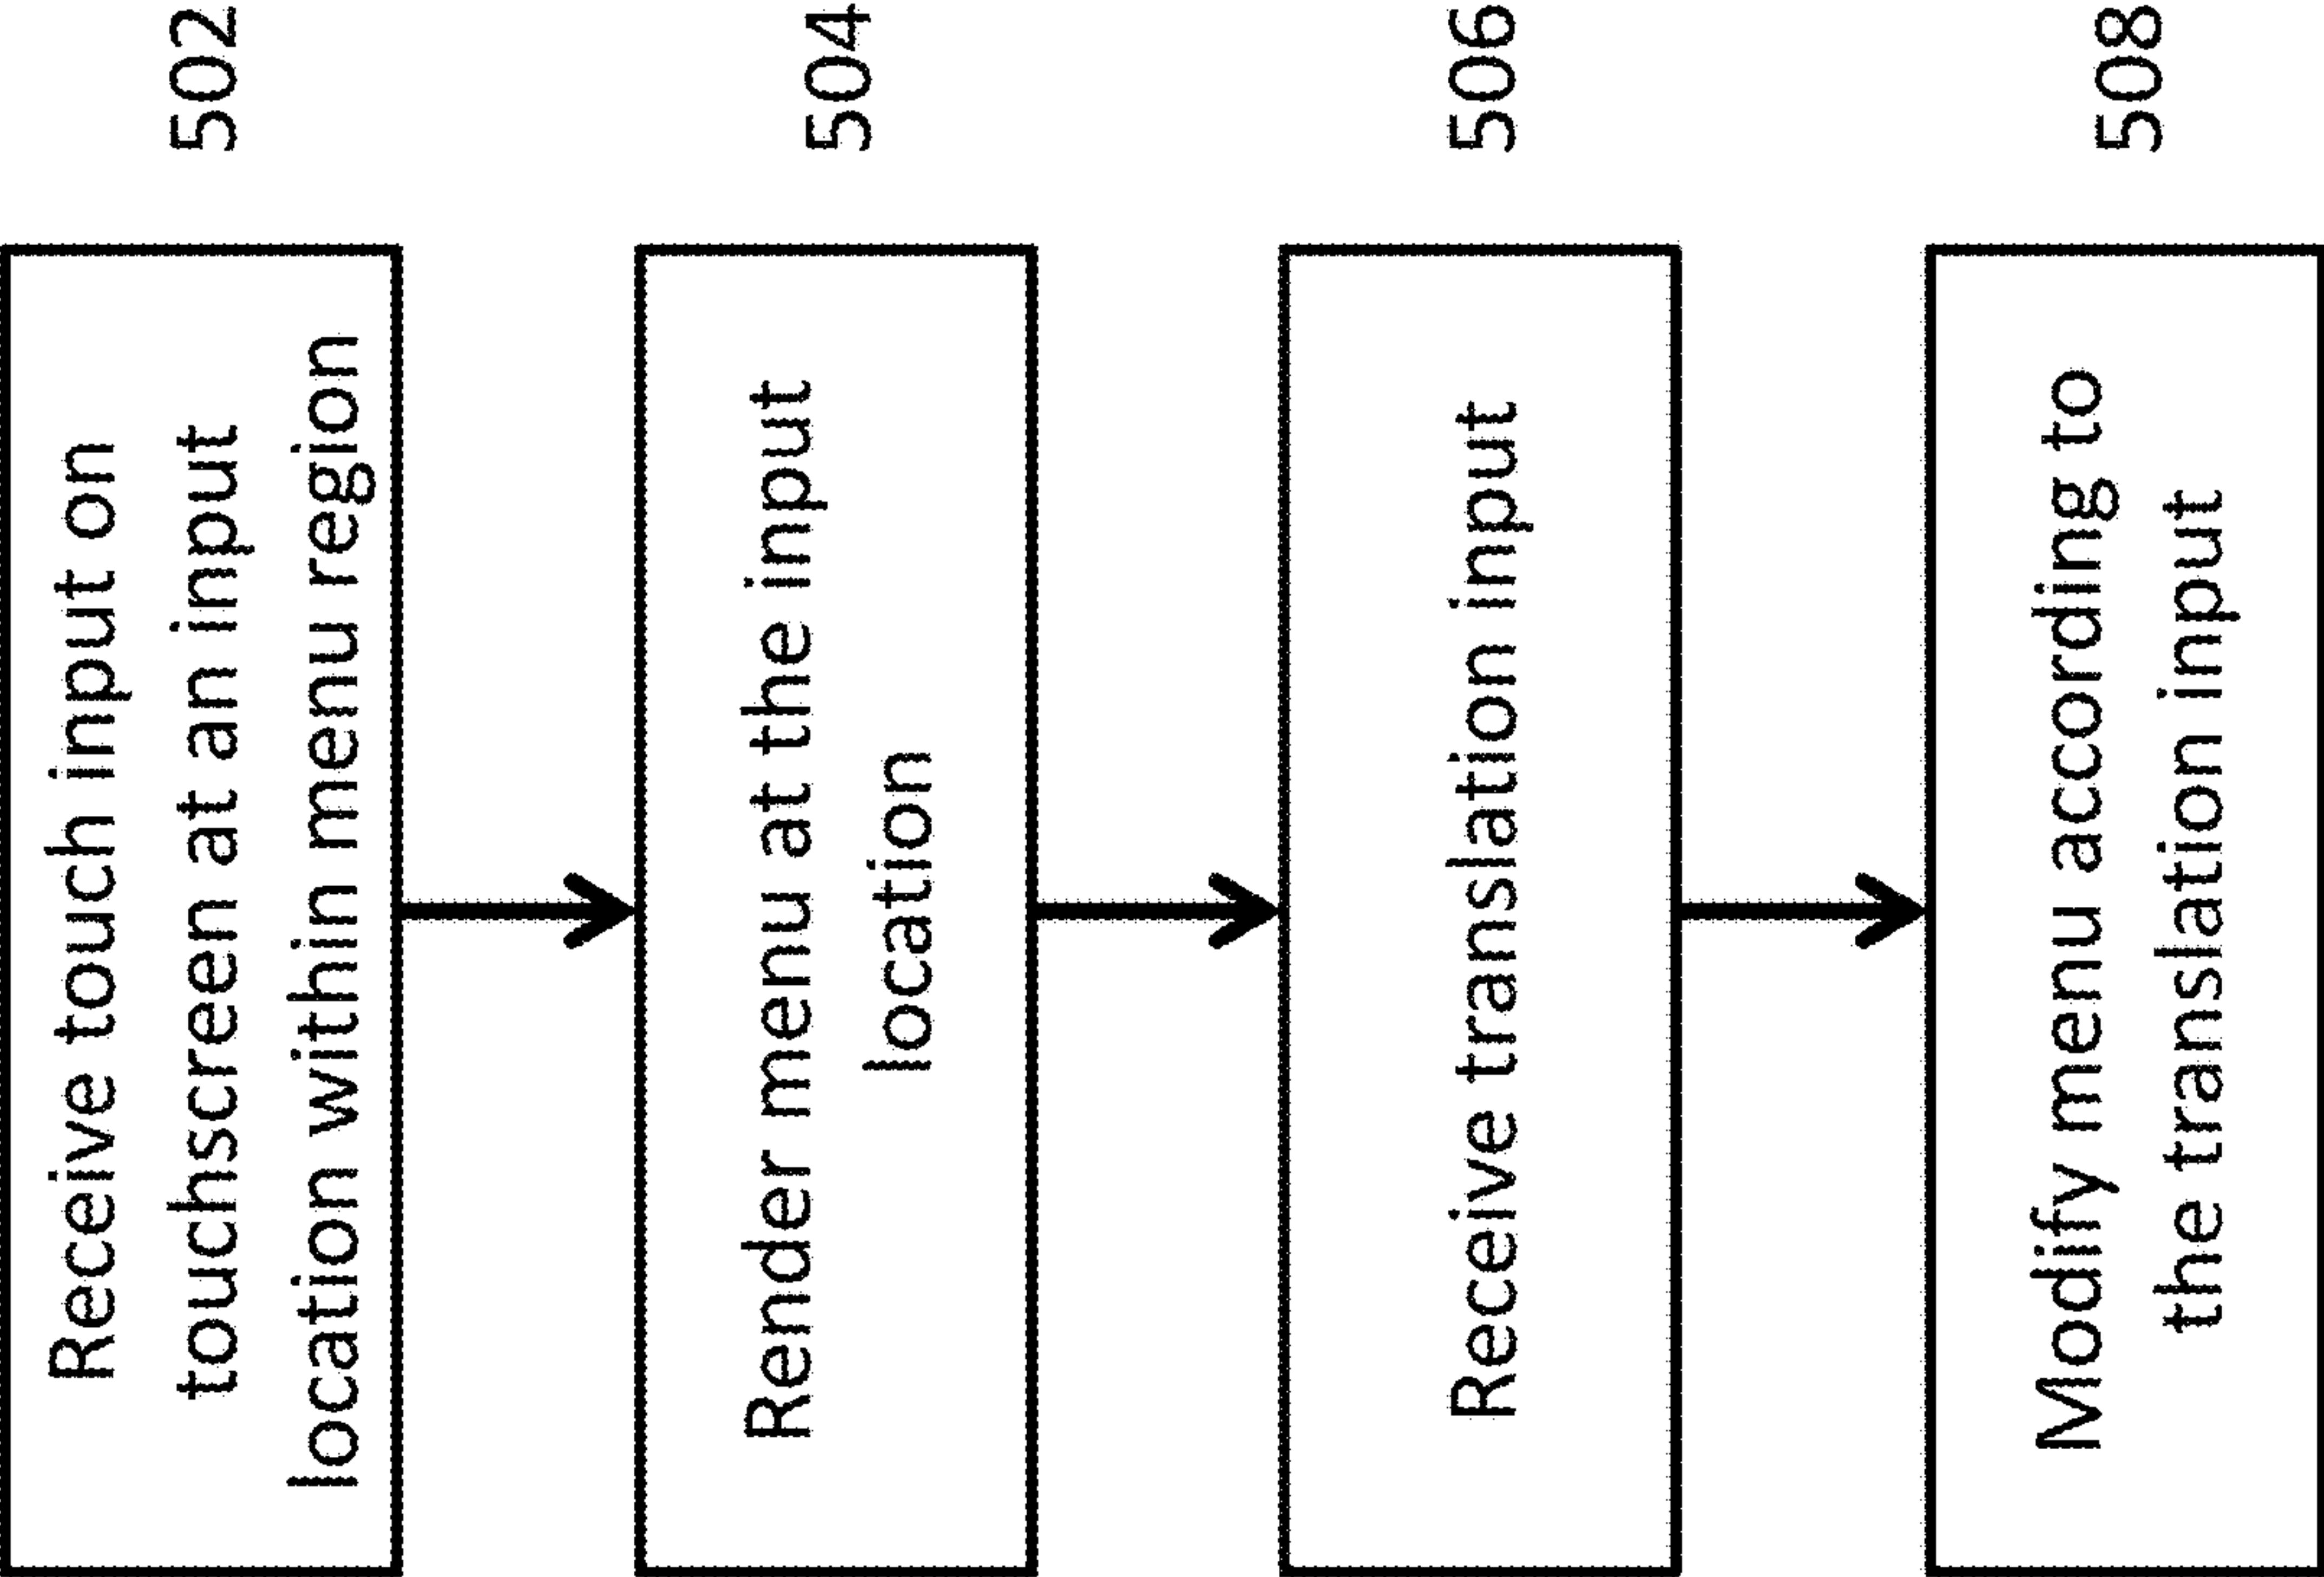 Receive touch input on
touchscreen at an input
location within menu region
502
Render menu at the input
location
504
Receive translation input
506
Modify menu according to
the translation input
508